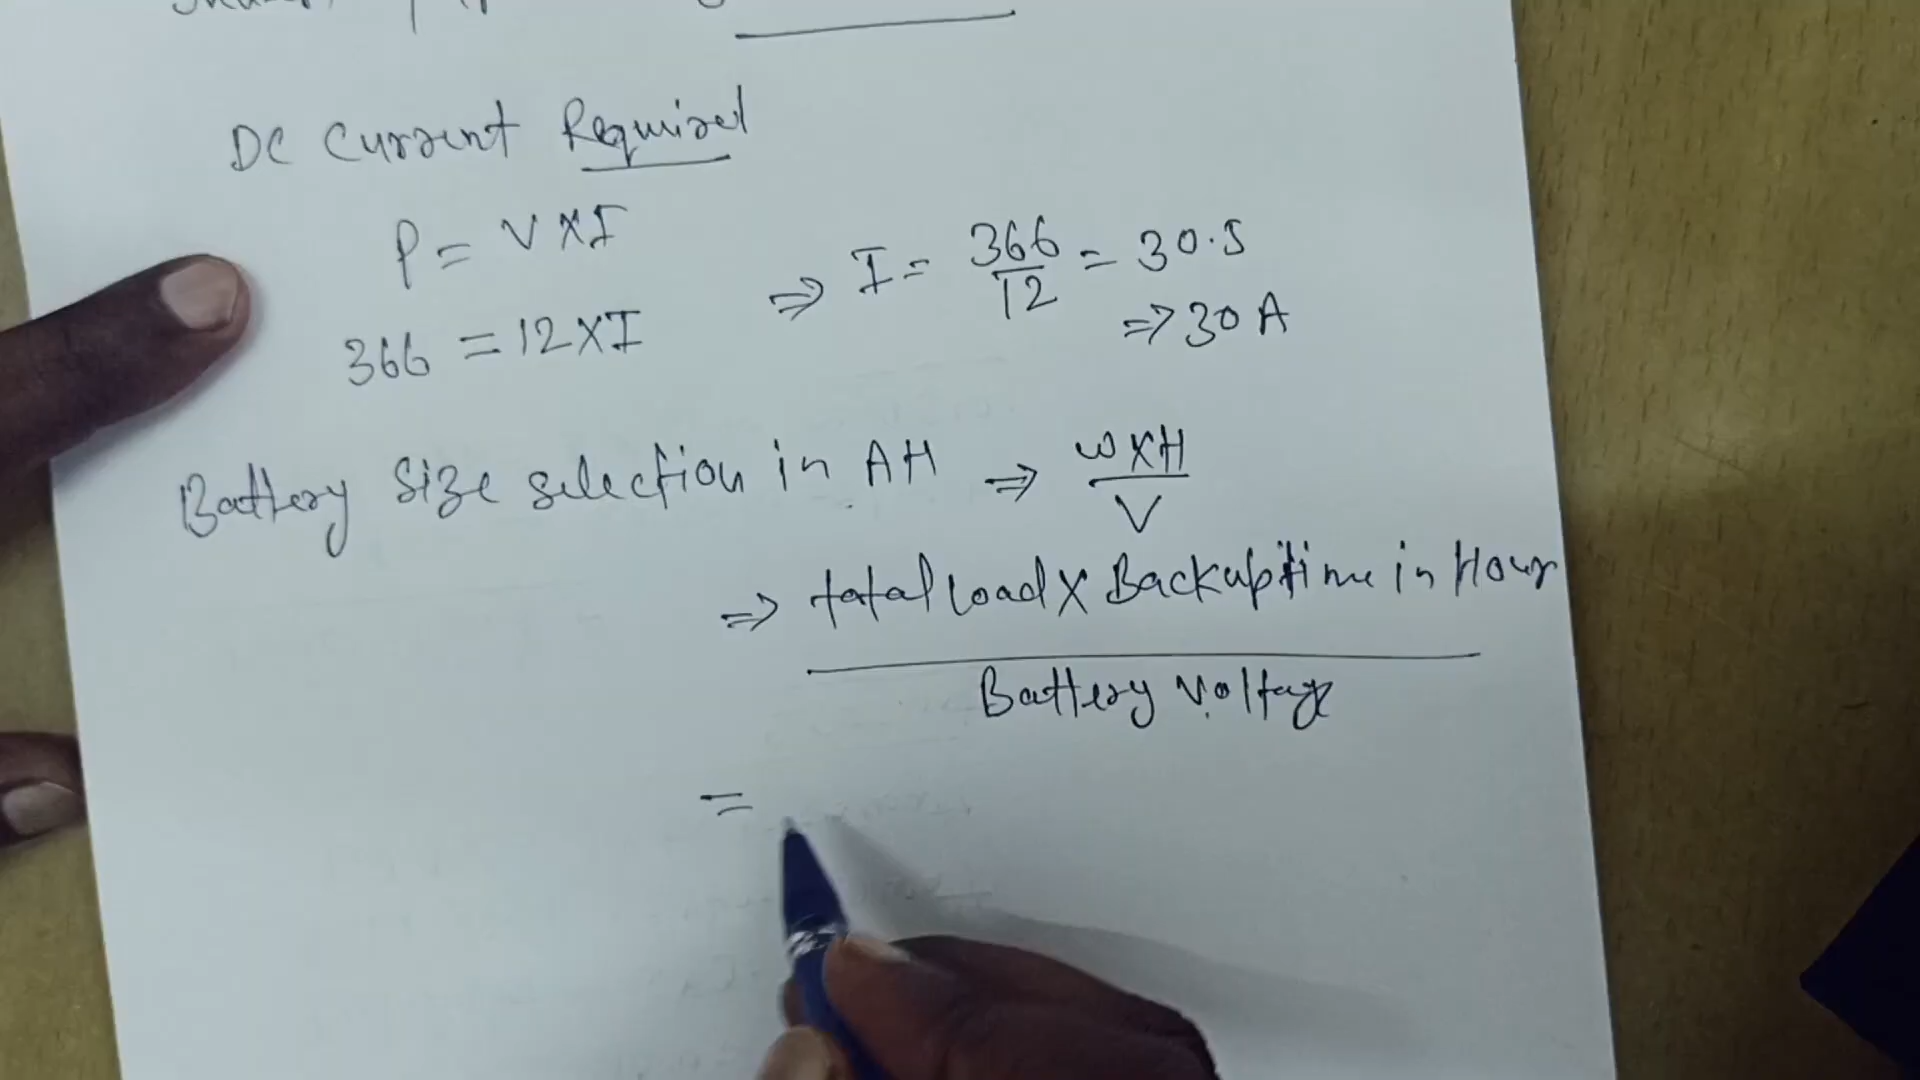 DC Current Required
P = V X I
366 = 12 X I
⇒ I = 366/12 = 30.5
⇒ 30 A
Battery Size selection in AH ⇒ W X H / V
⇒ total load X Backup time in Hour
Battery Voltage
=